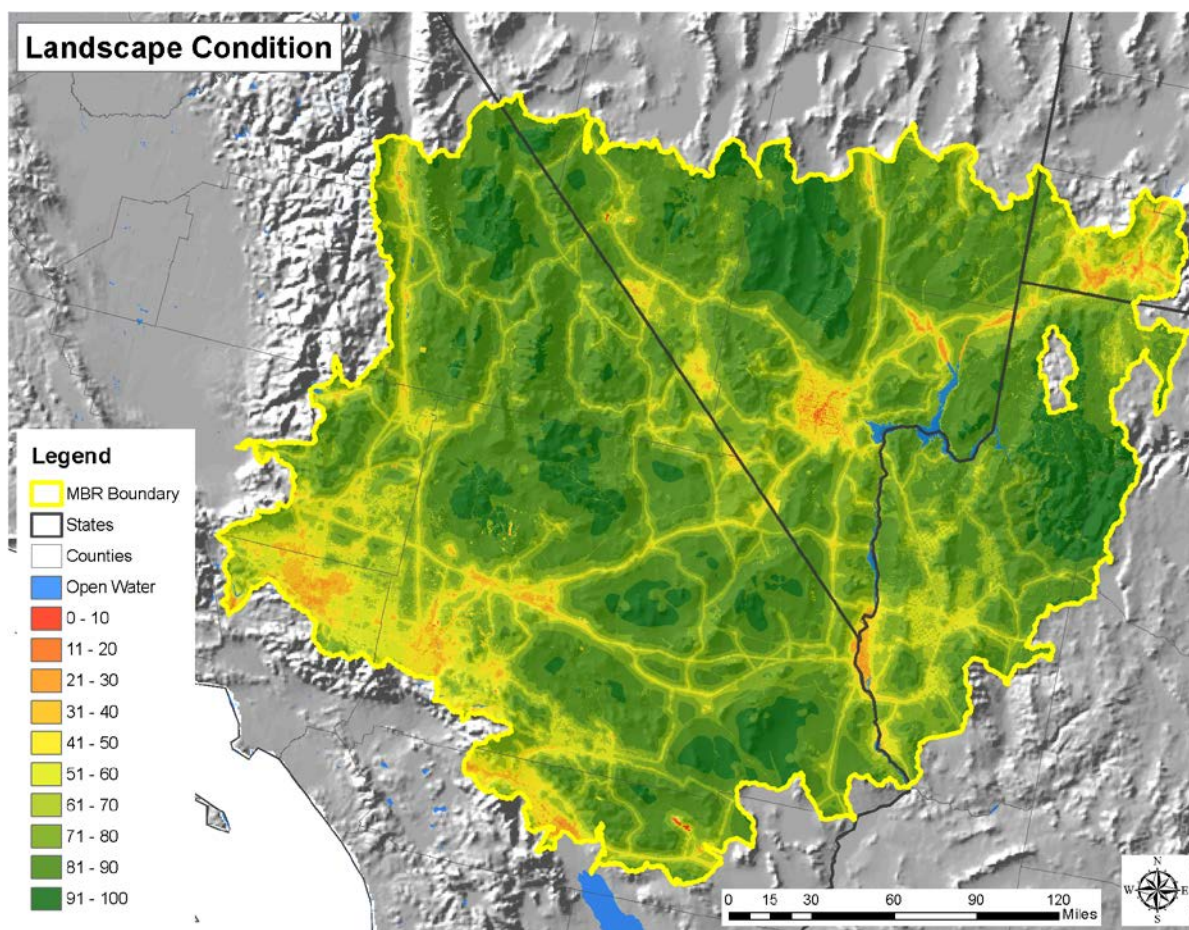 Landscape Condition
Legend
MBR Boundary
States
Counties
Open Water
0 - 10
11 - 20
21 - 30
31 - 40
41 - 50
51 - 60
61 - 70
71 - 80
81 - 90
91 - 100
0 15 30 60 90 120
Miles
N
W E
S